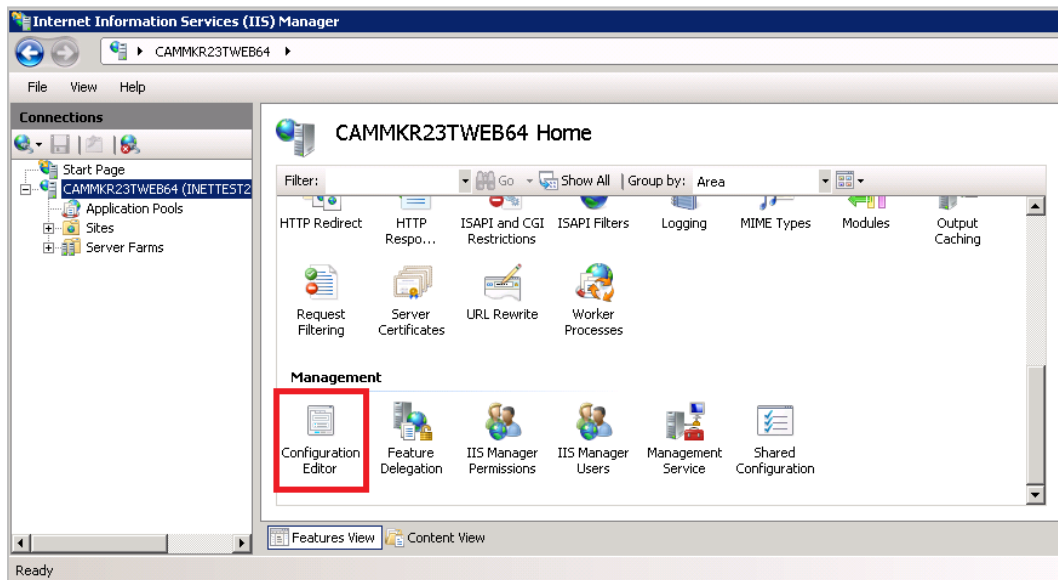 Internet Information Services (IIS) Manager
CAMMKR23TWEB64
File View Help
Connections
Start Page
CAMMKR23TWEB64 (INETTEST2
Application Pools
Sites
Server Farms
CAMMKR23TWEB64 Home
Filter: Go Show All Group by: Area
HTTP Redirect HTTP Respo... ISAPI and CGI Restrictions ISAPI Filters Logging MIME Types Modules Output Caching
Request Filtering Server Certificates URL Rewrite Worker Processes
Management
Configuration Editor Feature Delegation IIS Manager Permissions IIS Manager Users Management Service Shared Configuration
Features View Content View
Ready